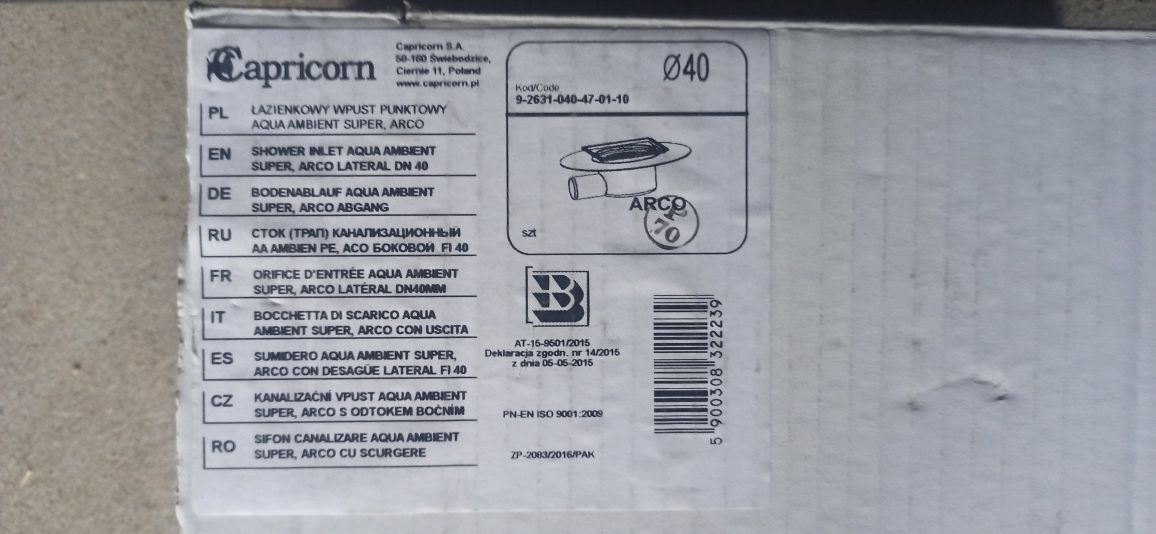 Capricorn
Capricorn S.A.
58-160 Świebodzice,
Ciernie 11, Poland
www.capricorn.pl
PL ŁAZIENKOWY WPUST PUNKTOWY
AQUA AMBIENT SUPER, ARCO
EN SHOWER INLET AQUA AMBIENT
SUPER, ARCO LATERAL DN 40
DE BODENABLAUF AQUA AMBIENT
SUPER, ARCO ABGANG
RU СТОК (ТРАП) КАНАЛИЗАЦИОННЫЙ
AA AMBIEN PE, ACO БОКОВОЙ FI 40
FR ORIFICE D'ENTRÉE AQUA AMBIENT
SUPER, ARCO LATÉRAL DN40MM
IT BOCCHETTA DI SCARICO AQUA
AMBIENT SUPER, ARCO CON USCITA
ES SUMIDERO AQUA AMBIENT SUPER,
ARCO CON DESAGÜE LATERAL FI 40
CZ KANALIZAČNÍ VPUST AQUA AMBIENT
SUPER, ARCO S ODTOKEM BOČNÍM
RO SIFON CANALIZARE AQUA AMBIENT
SUPER, ARCO CU SCURGERE
Ø40
Kod/Code
9-2631-040-47-01-10
ARCO
70
szt
B
AT-15-9501/2015
Deklaracja zgodn. nr 14/2015
z dnia 05-05-2015
PN-EN ISO 9001:2009
ZP-2083/2016/PAK
5 900308 322239